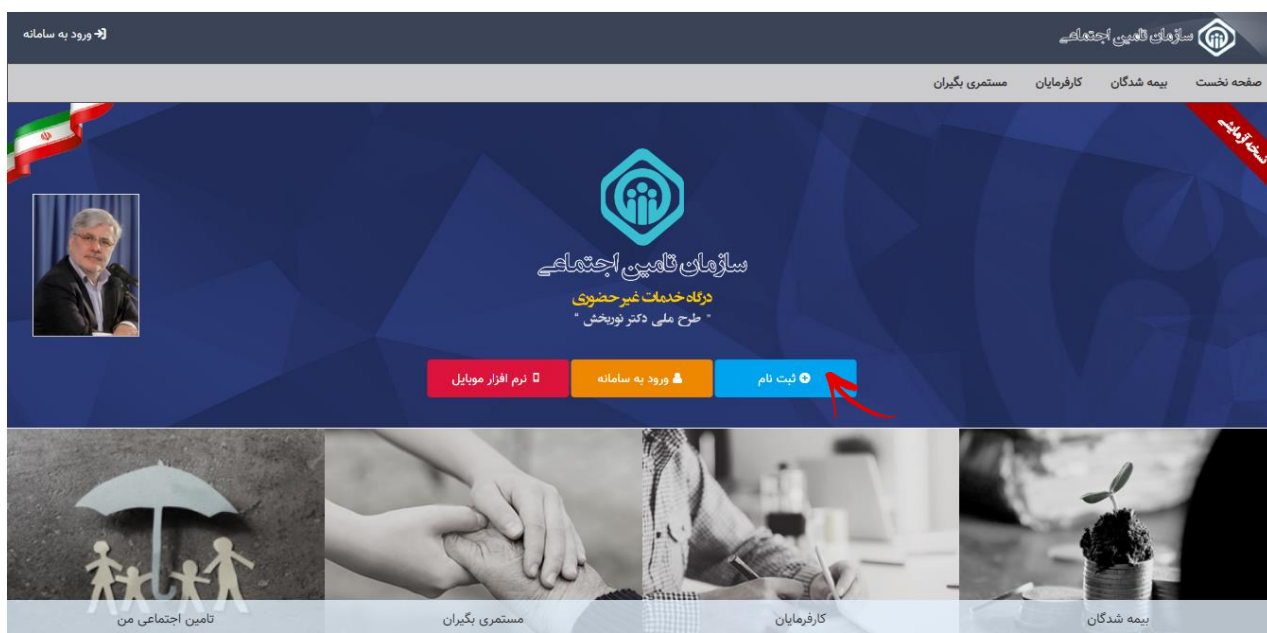 سازمان تامین اجتماعی
ورود به سامانه
صفحه نخست
بیمه شدگان
کارفرمایان
مستمری بگیران
نسخه آزمایشی
سازمان تامین اجتماعی
درگاه خدمات غیر حضوری
" طرح ملی دکتر نوربخش "
ثبت نام
ورود به سامانه
نرم افزار موبایل
بیمه شدگان
کارفرمایان
مستمری بگیران
تامین اجتماعی من